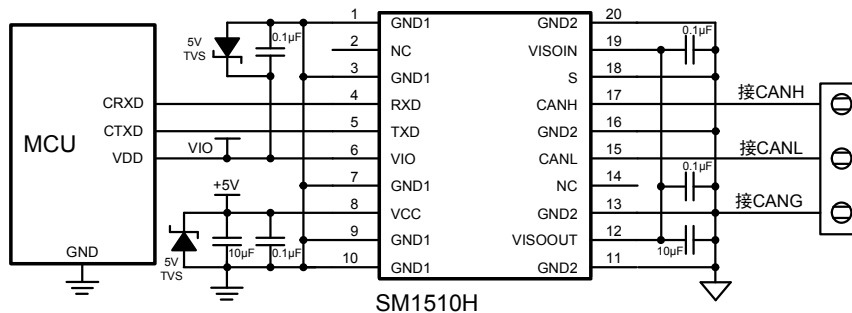 1 GND1 GND2 20
5V
TVS
0.1μF
2 NC VISOIN 19
0.1μF
3 GND1 S 18
CRXD 4 RXD CANH 17 接CANH
CTXD 5 TXD GND2 16
MCU
VDD VIO 6 VIO CANL 15 接CANL
0.1μF
7 GND1 NC 14
+5V
8 VCC GND2 13 接CANG
9 GND1 VISOOUT 12
10μF 0.1μF 10μF
5V
TVS
GND
10 GND1 GND2 11
SM1510H